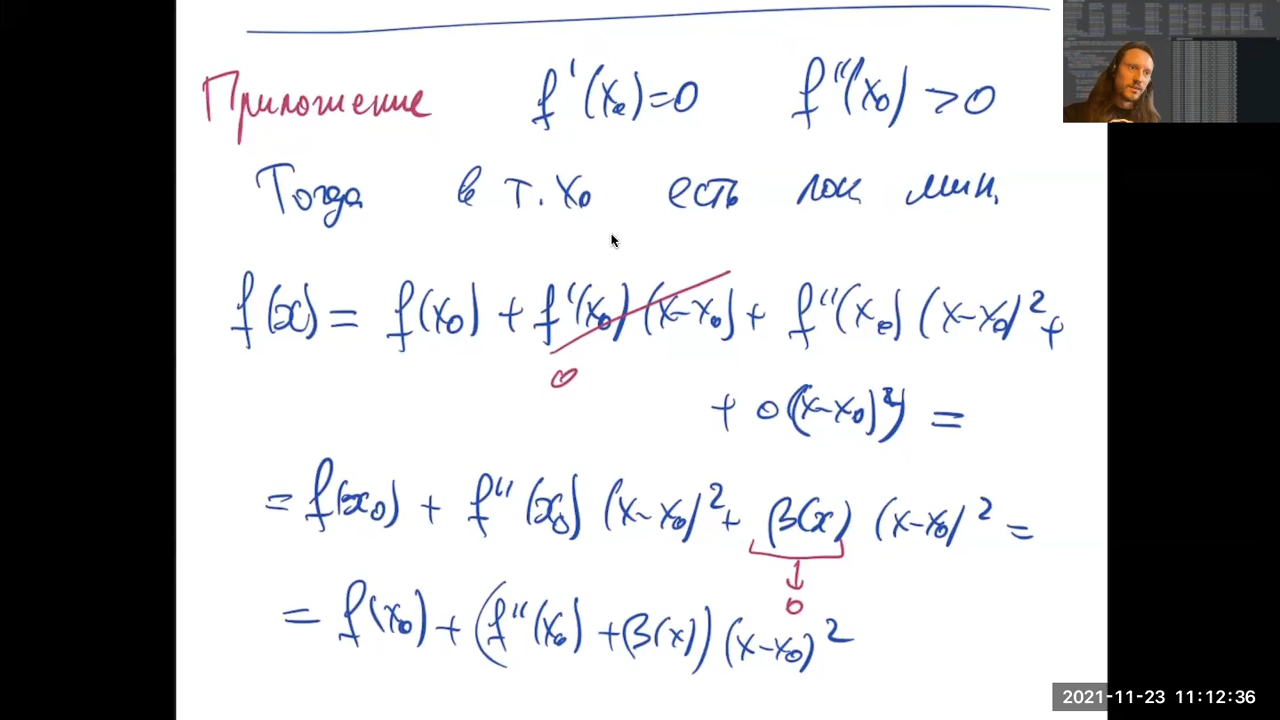 Приложение f'(x₀)=0 f''(x₀)>0
Тогда в т. x₀ есть лок мин.
f(x) = f(x₀) + f'(x₀)(x-x₀) + f''(x₀)(x-x₀)² +
0
+ o((x-x₀)²) =
= f(x₀) + f''(x₀)(x-x₀)² + β(x)(x-x₀)² =
↓
0
= f(x₀) + (f''(x₀) + β(x))(x-x₀)²
2021-11-23 11:12:36